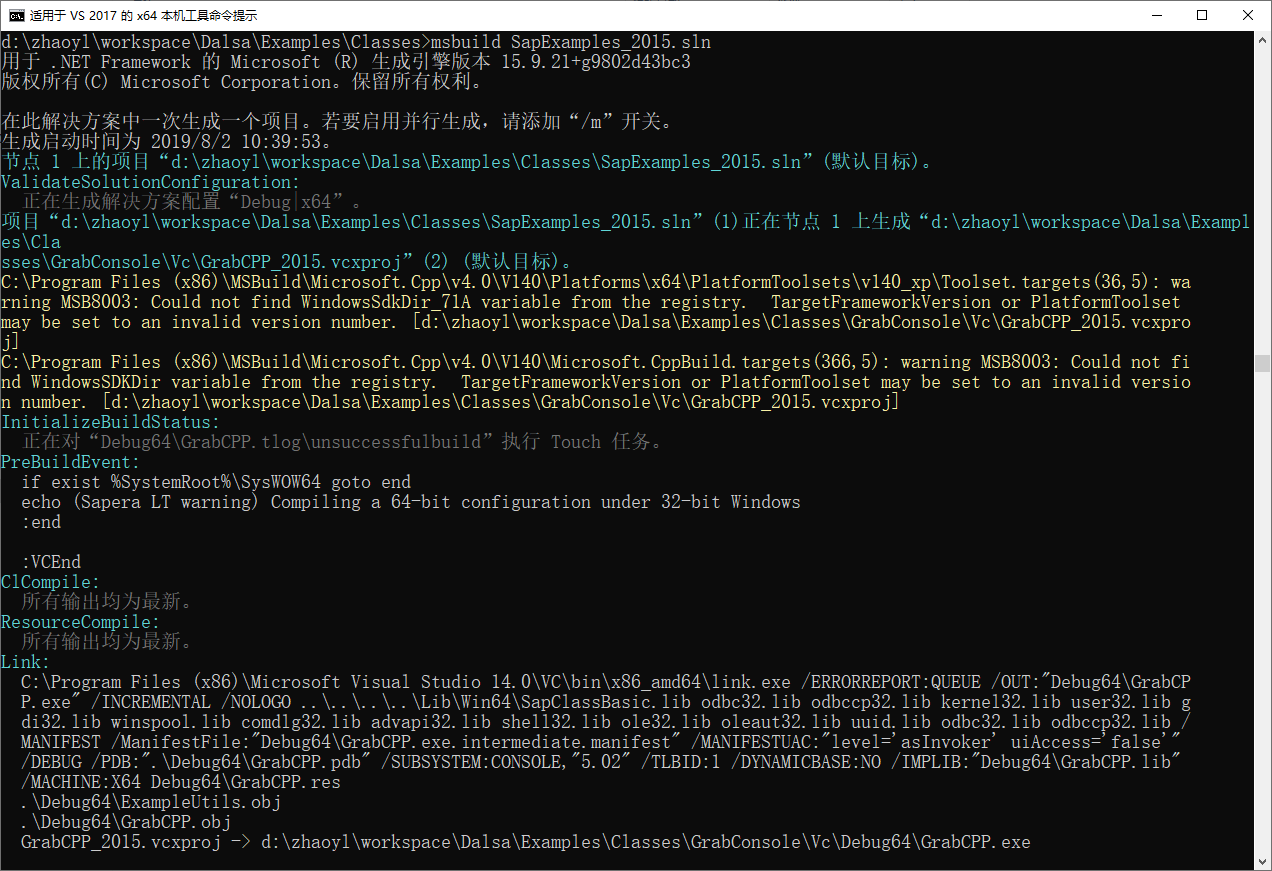 适用于 VS 2017 的 x64 本机工具命令提示
d:\zhaoyl\workspace\Dalsa\Examples\Classes>msbuild SapExamples_2015.sln
用于 .NET Framework 的 Microsoft (R) 生成引擎版本 15.9.21+g9802d43bc3
版权所有(C) Microsoft Corporation。保留所有权利。
在此解决方案中一次生成一个项目。若要启用并行生成，请添加“/m”开关。
生成启动时间为 2019/8/2 10:39:53。
节点 1 上的项目“d:\zhaoyl\workspace\Dalsa\Examples\Classes\SapExamples_2015.sln”(默认目标)。
ValidateSolutionConfiguration:
正在生成解决方案配置“Debug|x64”。
项目“d:\zhaoyl\workspace\Dalsa\Examples\Classes\SapExamples_2015.sln”(1)正在节点 1 上生成“d:\zhaoyl\workspace\Dalsa\Exampl
es\Cla
sses\GrabConsole\Vc\GrabCPP_2015.vcxproj”(2) (默认目标)。
C:\Program Files (x86)\MSBuild\Microsoft.Cpp\v4.0\V140\Platforms\x64\PlatformToolsets\v140_xp\Toolset.targets(36,5): wa
rning MSB8003: Could not find WindowsSdkDir_71A variable from the registry.  TargetFrameworkVersion or PlatformToolset
may be set to an invalid version number. [d:\zhaoyl\workspace\Dalsa\Examples\Classes\GrabConsole\Vc\GrabCPP_2015.vcxpro
j]
C:\Program Files (x86)\MSBuild\Microsoft.Cpp\v4.0\V140\Microsoft.CppBuild.targets(366,5): warning MSB8003: Could not fi
nd WindowsSDKDir variable from the registry.  TargetFrameworkVersion or PlatformToolset may be set to an invalid versio
n number. [d:\zhaoyl\workspace\Dalsa\Examples\Classes\GrabConsole\Vc\GrabCPP_2015.vcxproj]
InitializeBuildStatus:
正在对“Debug64\GrabCPP.tlog\unsuccessfulbuild”执行 Touch 任务。
PreBuildEvent:
if exist %SystemRoot%\SysWOW64 goto end
echo (Sapera LT warning) Compiling a 64-bit configuration under 32-bit Windows
:end
:VCEnd
ClCompile:
所有输出均为最新。
ResourceCompile:
所有输出均为最新。
Link:
C:\Program Files (x86)\Microsoft Visual Studio 14.0\VC\bin\x86_amd64\link.exe /ERRORREPORT:QUEUE /OUT:"Debug64\GrabCP
P.exe" /INCREMENTAL /NOLOGO ..\..\..\..\Lib\Win64\SapClassBasic.lib odbc32.lib odbccp32.lib kernel32.lib user32.lib g
di32.lib winspool.lib comdlg32.lib advapi32.lib shell32.lib ole32.lib oleaut32.lib uuid.lib odbc32.lib odbccp32.lib /
MANIFEST /ManifestFile:"Debug64\GrabCPP.exe.intermediate.manifest" /MANIFESTUAC:"level='asInvoker' uiAccess='false'"
/DEBUG /PDB:".\Debug64\GrabCPP.pdb" /SUBSYSTEM:CONSOLE,"5.02" /TLBID:1 /DYNAMICBASE:NO /IMPLIB:"Debug64\GrabCPP.lib"
/MACHINE:X64 Debug64\GrabCPP.res
.\Debug64\ExampleUtils.obj
.\Debug64\GrabCPP.obj
GrabCPP_2015.vcxproj -> d:\zhaoyl\workspace\Dalsa\Examples\Classes\GrabConsole\Vc\Debug64\GrabCPP.exe